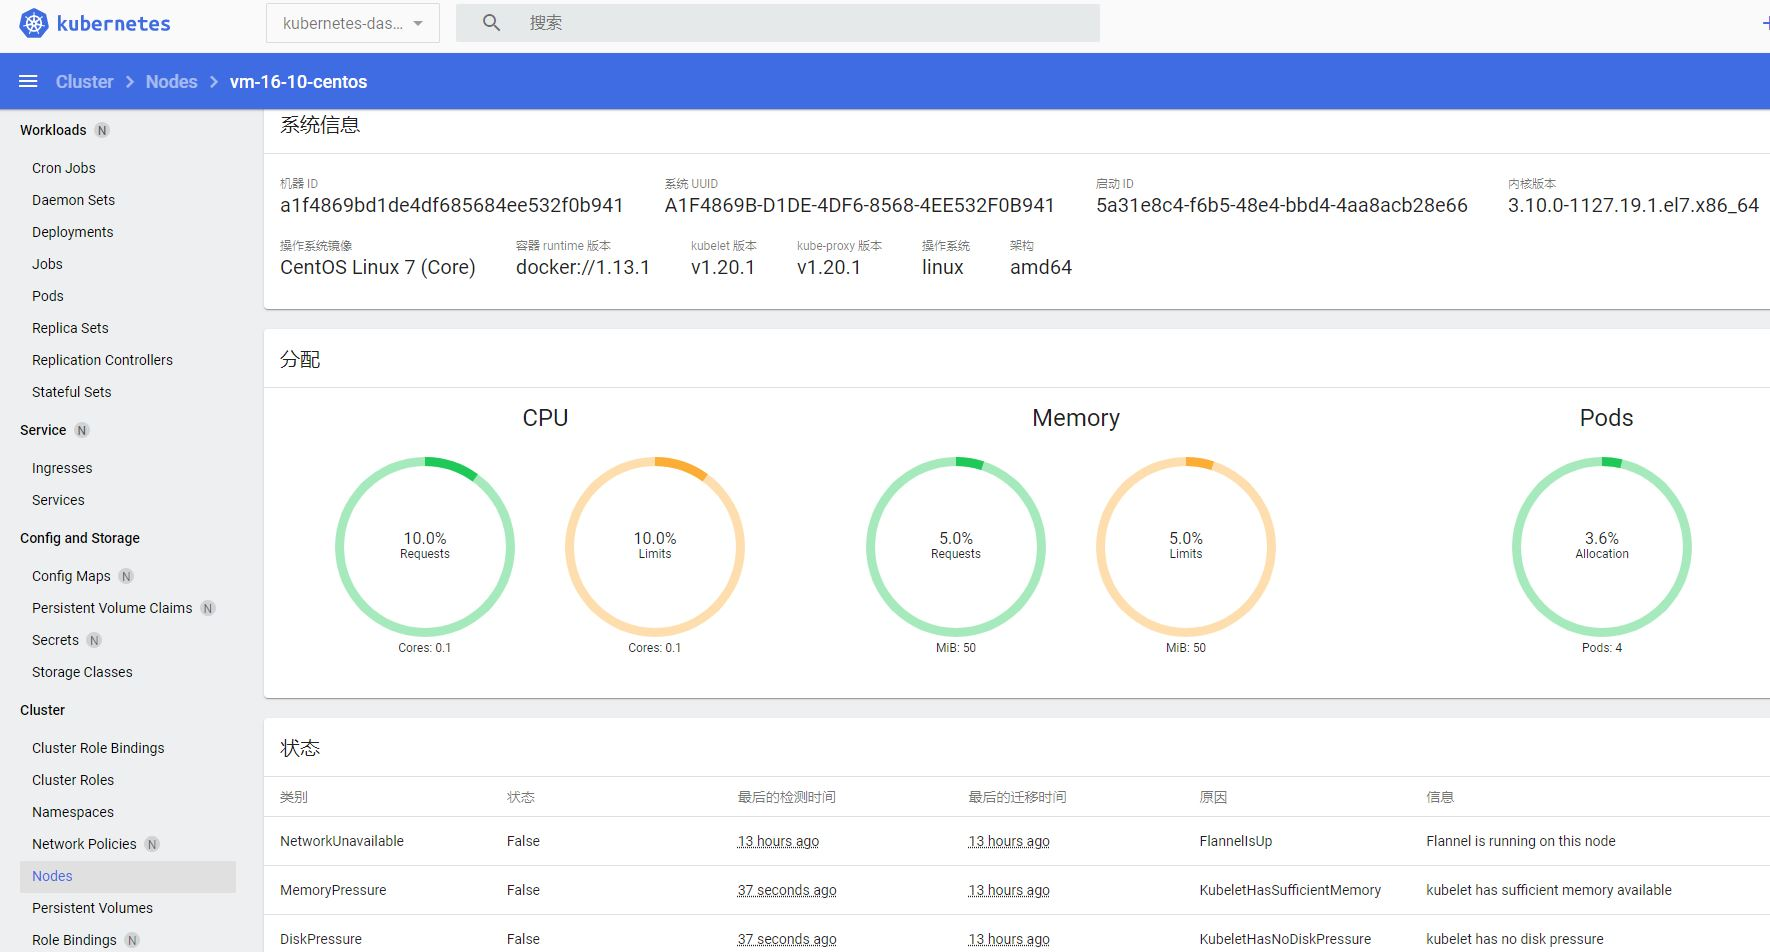 kubernetes
kubernetes-das...
搜索
Cluster > Nodes > vm-16-10-centos
Workloads N
Cron Jobs
Daemon Sets
Deployments
Jobs
Pods
Replica Sets
Replication Controllers
Stateful Sets
Service N
Ingresses
Services
Config and Storage
Config Maps N
Persistent Volume Claims N
Secrets N
Storage Classes
Cluster
Cluster Role Bindings
Cluster Roles
Namespaces
Network Policies N
Nodes
Persistent Volumes
Role Bindings N
系统信息
机器 ID 系统 UUID 启动 ID 内核版本
a1f4869bd1de4df685684ee532f0b941 A1F4869B-D1DE-4DF6-8568-4EE532F0B941 5a31e8c4-f6b5-48e4-bbd4-4aa8acb28e66 3.10.0-1127.19.1.el7.x86_64
操作系统镜像 容器 runtime 版本 kubelet 版本 kube-proxy 版本 操作系统 架构
CentOS Linux 7 (Core) docker://1.13.1 v1.20.1 v1.20.1 linux amd64
分配
CPU Memory Pods
10.0% 10.0% 5.0% 5.0% 3.6%
Requests Limits Requests Limits Allocation
Cores: 0.1 Cores: 0.1 MiB: 50 MiB: 50 Pods: 4
状态
类别 状态 最后的检测时间 最后的迁移时间 原因 信息
NetworkUnavailable False 13 hours ago 13 hours ago FlannelIsUp Flannel is running on this node
MemoryPressure False 37 seconds ago 13 hours ago KubeletHasSufficientMemory kubelet has sufficient memory available
DiskPressure False 37 seconds ago 13 hours ago KubeletHasNoDiskPressure kubelet has no disk pressure